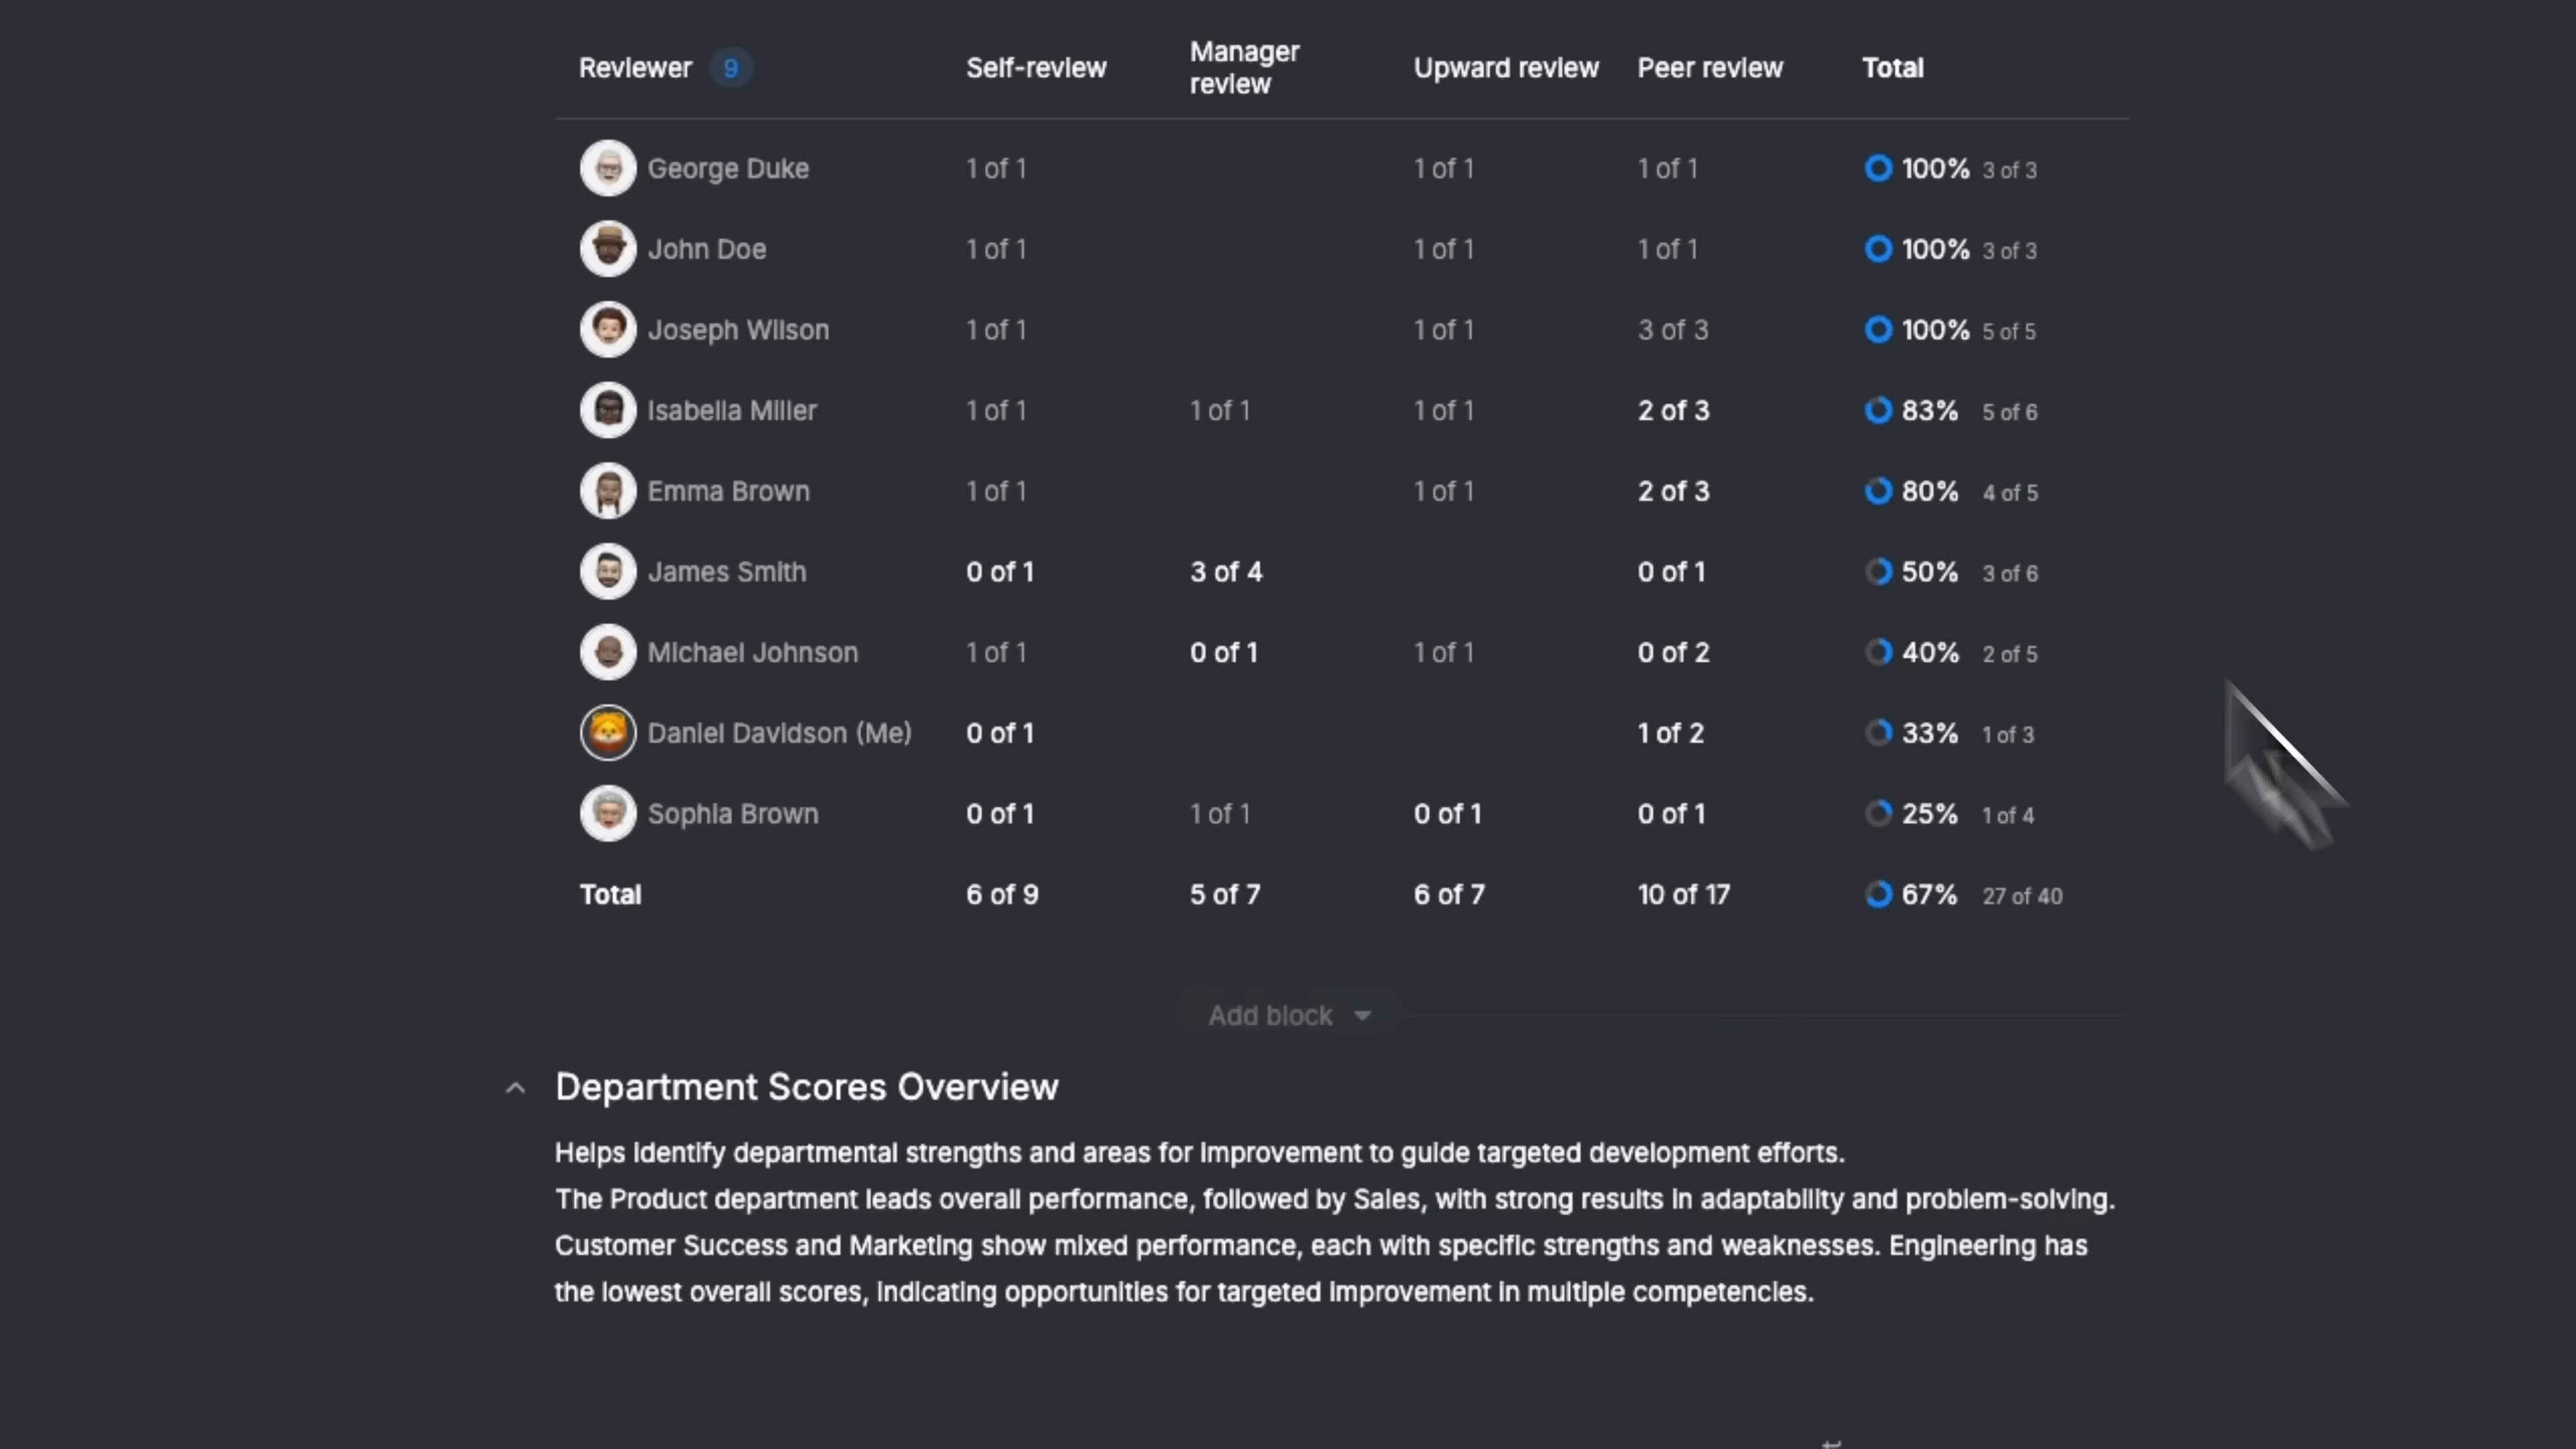 Reviewer 9 Self-review Manager review Upward review Peer review Total
George Duke 1 of 1 1 of 1 1 of 1 100% 3 of 3
John Doe 1 of 1 1 of 1 1 of 1 100% 3 of 3
Joseph Wilson 1 of 1 1 of 1 3 of 3 100% 5 of 5
Isabella Miller 1 of 1 1 of 1 1 of 1 2 of 3 83% 5 of 6
Emma Brown 1 of 1 1 of 1 2 of 3 80% 4 of 5
James Smith 0 of 1 3 of 4 0 of 1 50% 3 of 6
Michael Johnson 1 of 1 0 of 1 1 of 1 0 of 2 40% 2 of 5
Daniel Davidson (Me) 0 of 1 1 of 2 33% 1 of 3
Sophia Brown 0 of 1 1 of 1 0 of 1 0 of 1 25% 1 of 4
Total 6 of 9 5 of 7 6 of 7 10 of 17 67% 27 of 40
Add block
Department Scores Overview
Helps identify departmental strengths and areas for improvement to guide targeted development efforts.
The Product department leads overall performance, followed by Sales, with strong results in adaptability and problem-solving.
Customer Success and Marketing show mixed performance, each with specific strengths and weaknesses. Engineering has
the lowest overall scores, indicating opportunities for targeted improvement in multiple competencies.